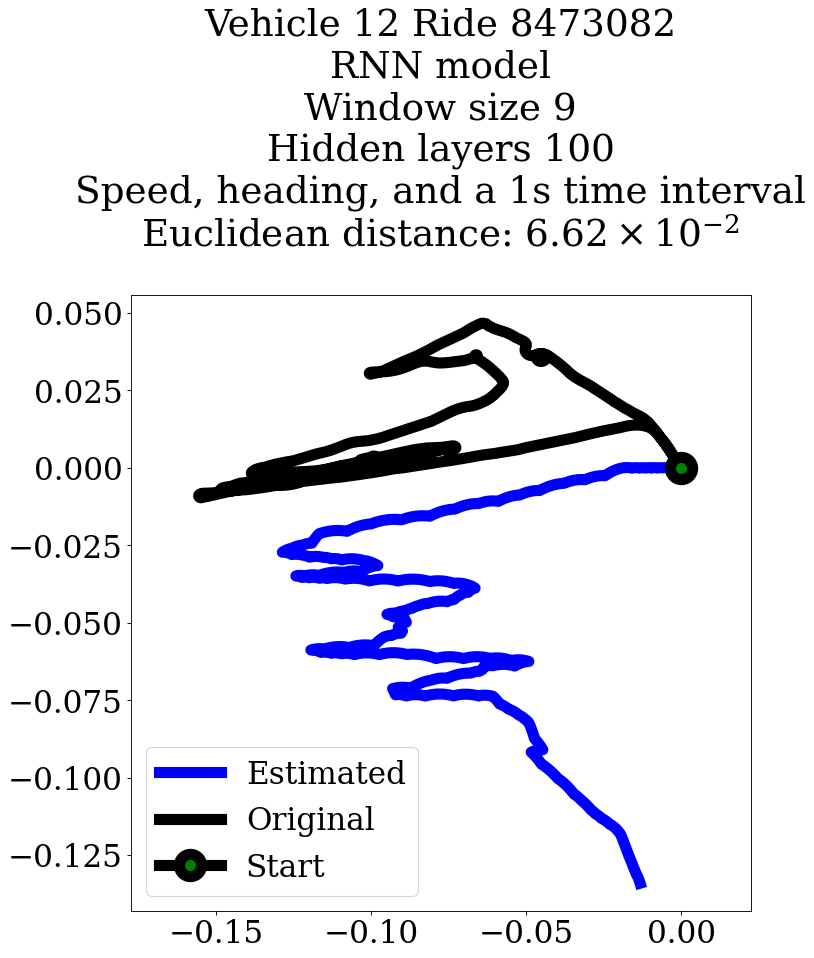 Vehicle 12 Ride 8473082
RNN model
Window size 9
Hidden layers 100
Speed, heading, and a 1s time interval
Euclidean distance: 6.62 × 10⁻²
0.050
0.025
0.000
−0.025
−0.050
−0.075
−0.100
−0.125
Estimated
Original
Start
−0.15 −0.10 −0.05 0.00